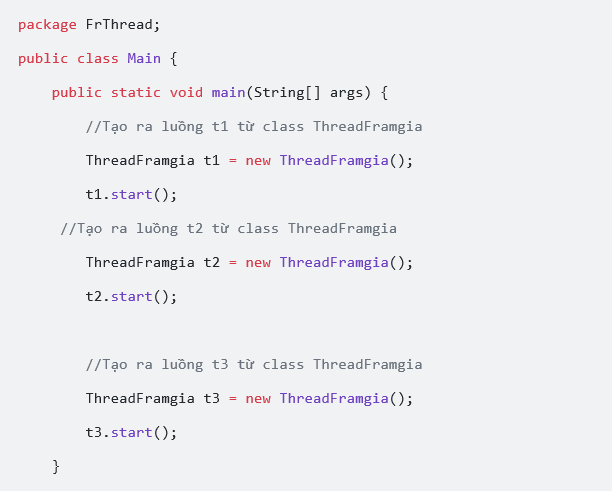 package FrThread;
public class Main {
public static void main(String[] args) {
//Tạo ra luồng t1 từ class ThreadFramgia
ThreadFramgia t1 = new ThreadFramgia();
t1.start();
//Tạo ra luồng t2 từ class ThreadFramgia
ThreadFramgia t2 = new ThreadFramgia();
t2.start();
//Tạo ra luồng t3 từ class ThreadFramgia
ThreadFramgia t3 = new ThreadFramgia();
t3.start();
}